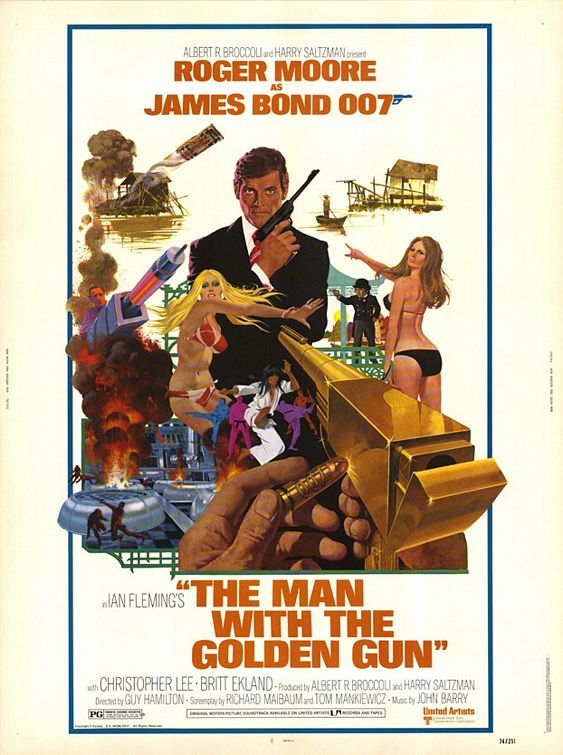 ALBERT R. BROCCOLI and HARRY SALTZMAN present
ROGER MOORE
AS
JAMES BOND 007
in IAN FLEMING'S
"THE MAN
WITH THE
GOLDEN GUN"
with CHRISTOPHER LEE · BRITT EKLAND · Produced by ALBERT R. BROCCOLI and HARRY SALTZMAN
Directed by GUY HAMILTON · Screenplay by RICHARD MAIBAUM and TOM MANKIEWICZ · Music by JOHN BARRY
PG
ORIGINAL MOTION PICTURE SOUNDTRACK AVAILABLE ON UNITED ARTISTS RECORDS AND TAPES
United Artists
74/251